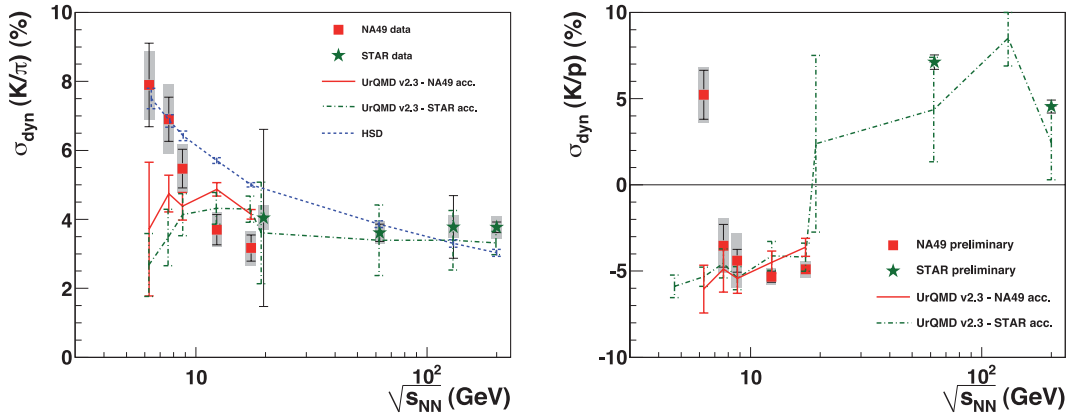 σdyn (K/π) (%)
10
8
6
4
2
0
NA49 data
STAR data
UrQMD v2.3 - NA49 acc.
UrQMD v2.3 - STAR acc.
HSD
10
10²
√sNN (GeV)
σdyn (K/p) (%)
10
5
0
-5
-10
NA49 preliminary
STAR preliminary
UrQMD v2.3 - NA49 acc.
UrQMD v2.3 - STAR acc.
10
10²
√sNN (GeV)